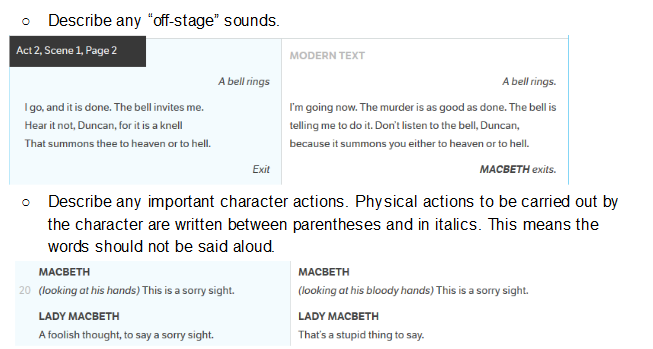 ○ Describe any “off-stage” sounds.
Act 2, Scene 1, Page 2
A bell rings
I go, and it is done. The bell invites me.
Hear it not, Duncan, for it is a knell
That summons thee to heaven or to hell.
Exit
MODERN TEXT
A bell rings.
I'm going now. The murder is as good as done. The bell is
telling me to do it. Don't listen to the bell, Duncan,
because it summons you either to heaven or to hell.
MACBETH exits.
○ Describe any important character actions. Physical actions to be carried out by
the character are written between parentheses and in italics. This means the
words should not be said aloud.
MACBETH
20 (looking at his hands) This is a sorry sight.
LADY MACBETH
A foolish thought, to say a sorry sight.
MACBETH
(looking at his bloody hands) This is a sorry sight.
LADY MACBETH
That's a stupid thing to say.